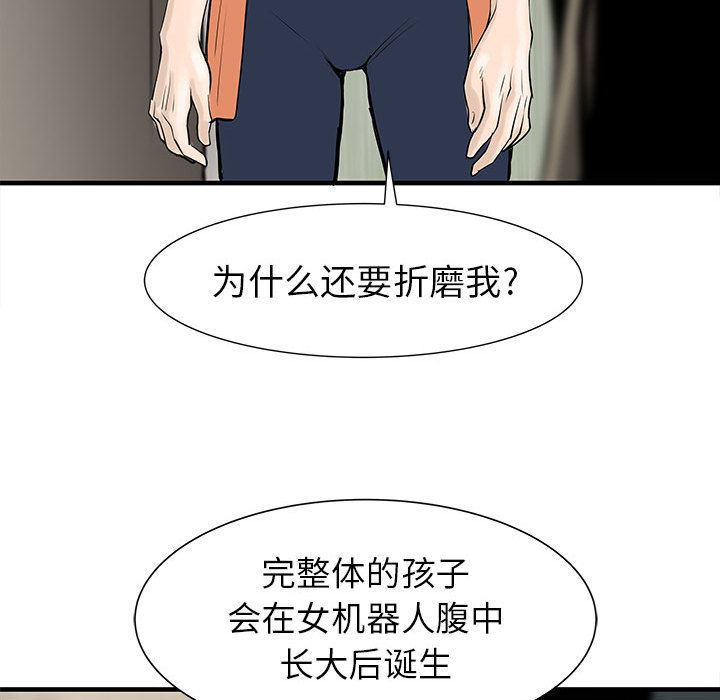 为什么还要折磨我?
完整体的孩子
会在女机器人腹中
长大后诞生